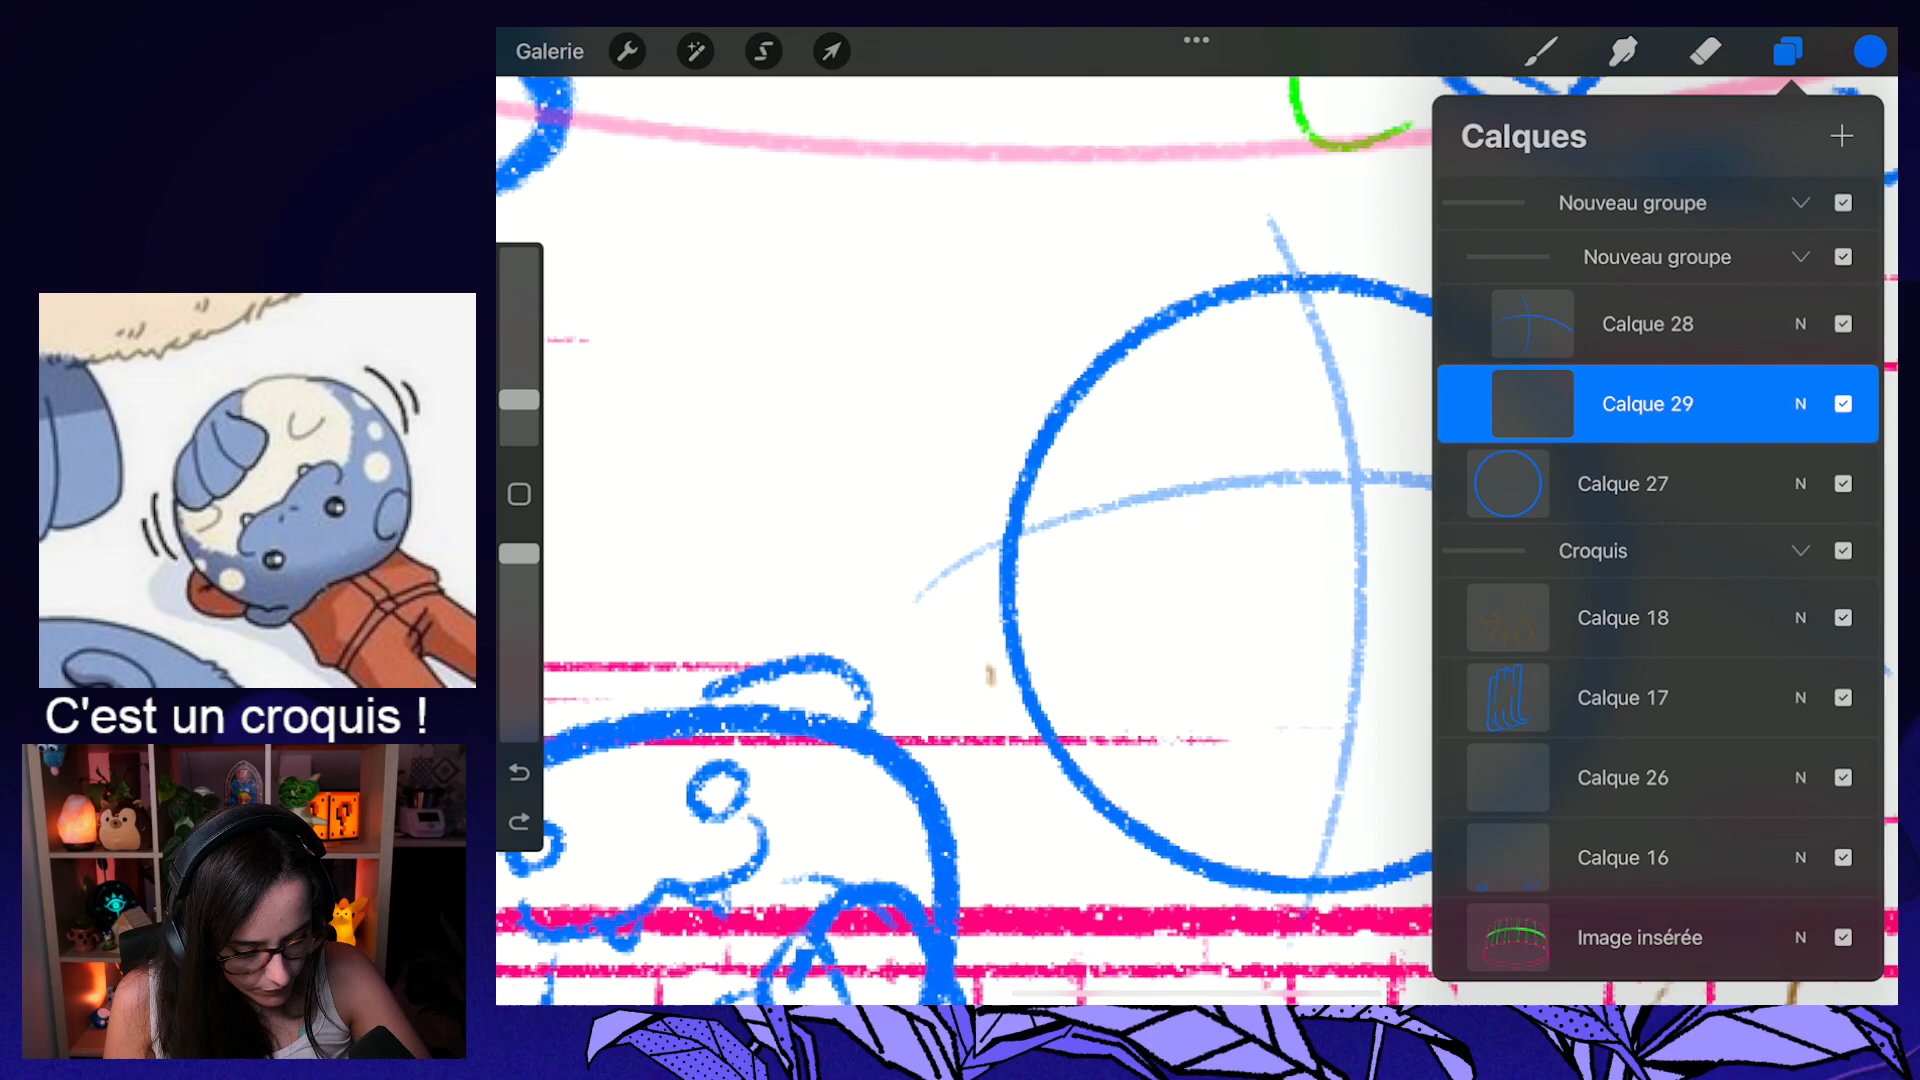 Galerie
Calques
Nouveau groupe
Nouveau groupe
Calque 28 N
Calque 29 N
Calque 27 N
Croquis
Calque 18 N
Calque 17 N
Calque 26 N
Calque 16 N
Image insérée N
C'est un croquis !